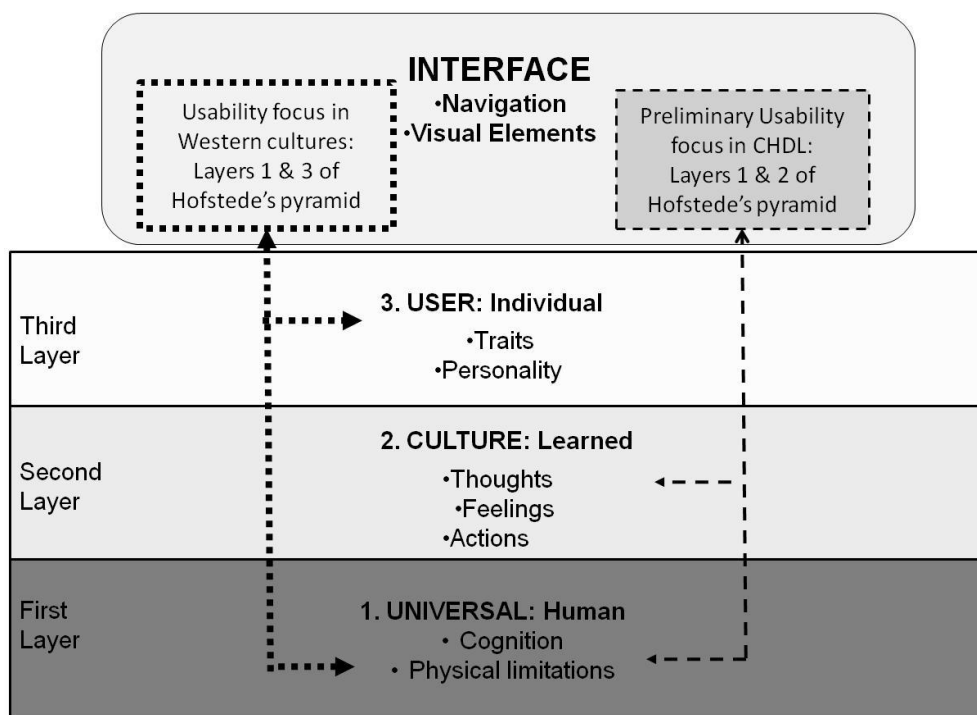 INTERFACE
•Navigation
•Visual Elements
Usability focus in
Western cultures:
Layers 1 & 3 of
Hofstede's pyramid
Preliminary Usability
focus in CHDL:
Layers 1 & 2 of
Hofstede's pyramid
Third
Layer
3. USER: Individual
•Traits
•Personality
Second
Layer
2. CULTURE: Learned
•Thoughts
•Feelings
•Actions
First
Layer
1. UNIVERSAL: Human
• Cognition
• Physical limitations